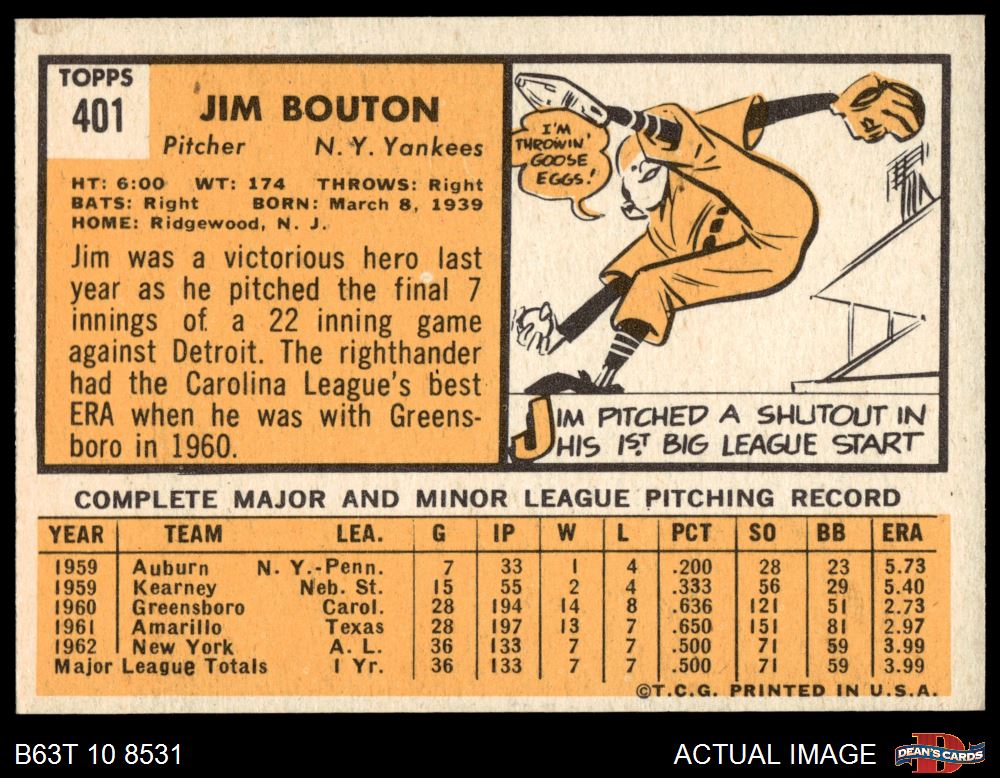 TOPPS
401
JIM BOUTON
Pitcher N. Y. Yankees
HT: 6:00 WT: 174 THROWS: Right
BATS: Right BORN: March 8, 1939
HOME: Ridgewood, N. J.
Jim was a victorious hero last
year as he pitched the final 7
innings of a 22 inning game
against Detroit. The righthander
had the Carolina League's best
ERA when he was with Greens-
boro in 1960.
I'M
THROWIN'
GOOSE
EGGS!
JIM PITCHED A SHUTOUT IN
HIS 1ST BIG LEAGUE START
COMPLETE MAJOR AND MINOR LEAGUE PITCHING RECORD
YEAR TEAM LEA. G IP W L PCT SO BB ERA
1959 Auburn N. Y.-Penn. 7 33 1 4 .200 28 23 5.73
1959 Kearney Neb. St. 15 55 2 4 .333 56 29 5.40
1960 Greensboro Carol. 28 194 14 8 .636 121 51 2.73
1961 Amarillo Texas 28 197 13 7 .650 151 81 2.97
1962 New York A. L. 36 133 7 7 .500 71 59 3.99
Major League Totals 1 Yr. 36 133 7 7 .500 71 59 3.99
©T.C.G. PRINTED IN U.S.A.
B63T 10 8531 ACTUAL IMAGE DEAN'S CARDS